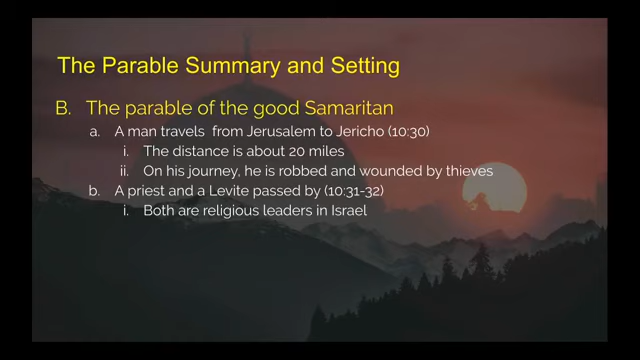 The Parable Summary and Setting
B. The parable of the good Samaritan
a. A man travels from Jerusalem to Jericho (10:30)
i. The distance is about 20 miles
ii. On his journey, he is robbed and wounded by thieves
b. A priest and a Levite passed by (10:31-32)
i. Both are religious leaders in Israel